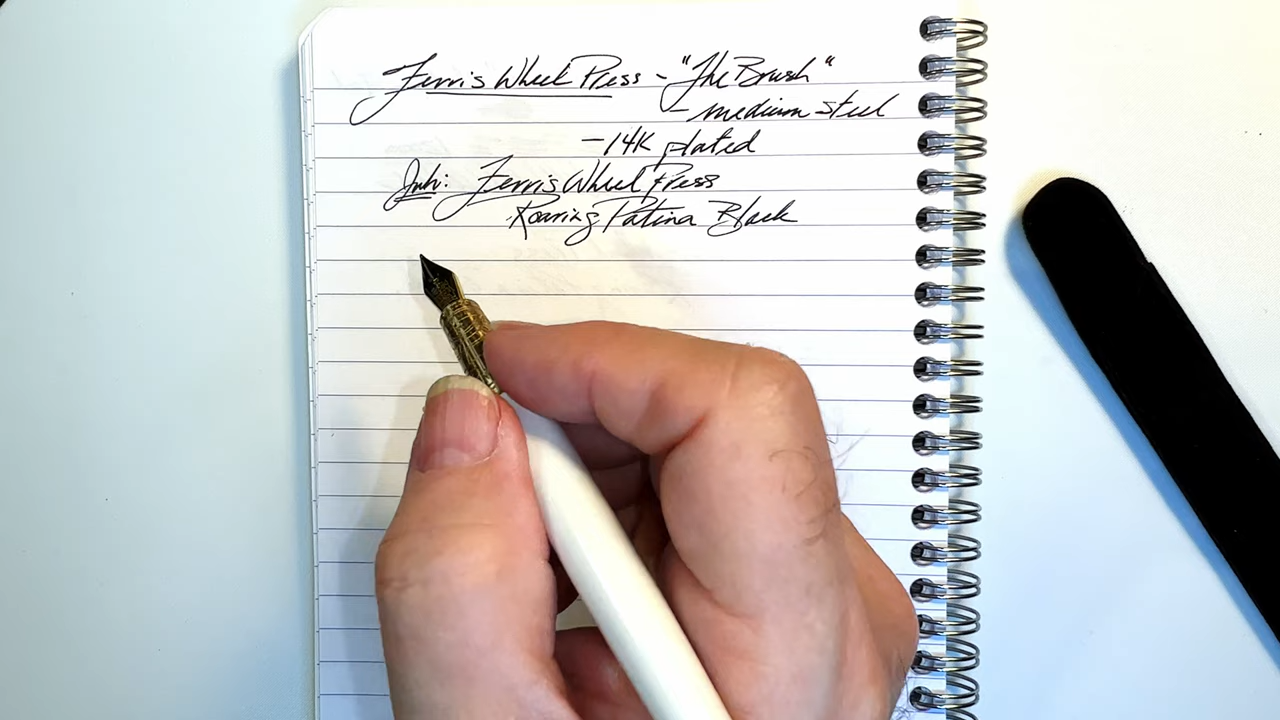 Ferris Wheel Press - "The Brush"
- medium steel
- 14K plated
Ink: Ferris Wheel Press
Roaring Patina Black